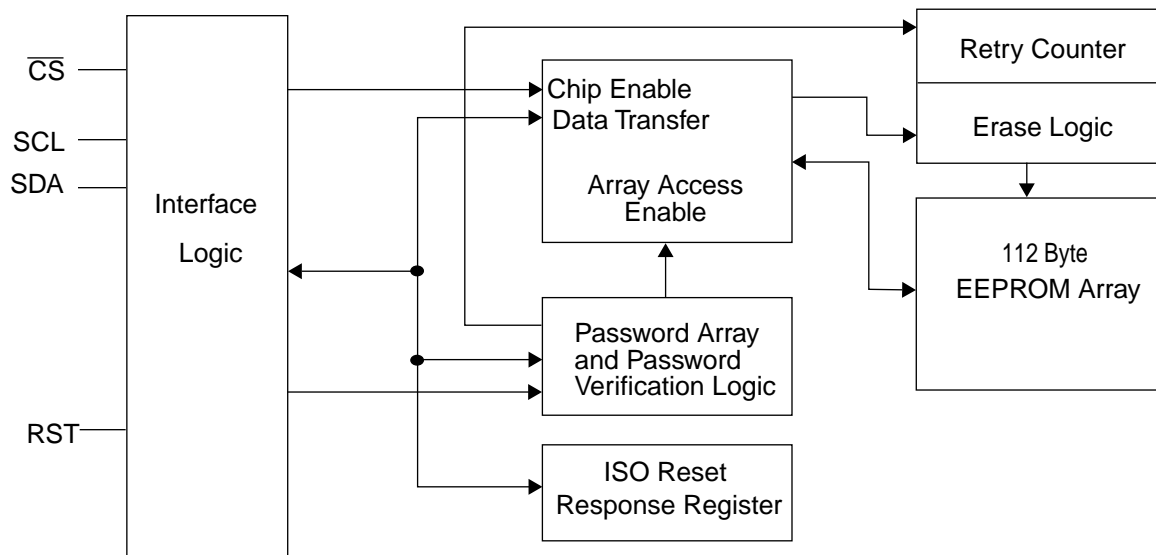 C̅S̅
SCL
SDA
RST
Interface
Logic
Chip Enable
Data Transfer
Array Access
Enable
Password Array
and Password
Verification Logic
ISO Reset
Response Register
Retry Counter
Erase Logic
112 Byte
EEPROM Array